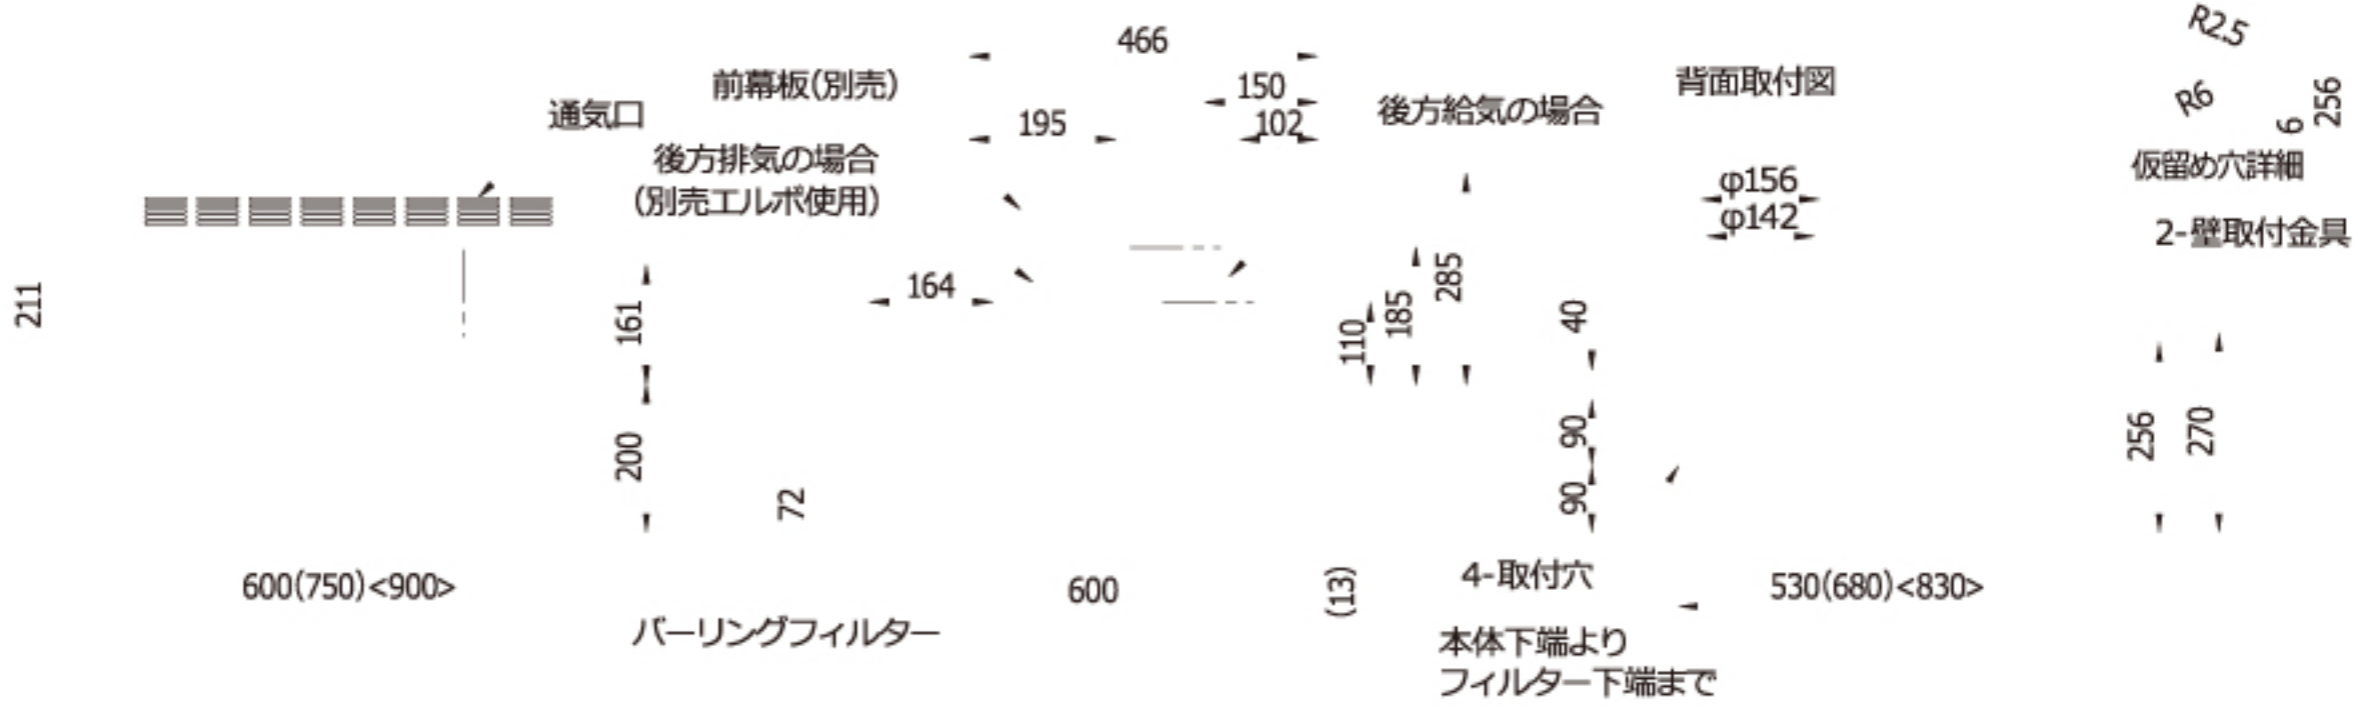 466
R2.5
前幕板(別売)
150
背面取付図
通気口
195
102
後方給気の場合
R6
6
256
後方排気の場合
(別売エルボ使用)
仮留め穴詳細
φ156
φ142
2-壁取付金具
211
161
164
110
185
285
40
200
72
90
90
256
270
600(750)<900>
600
(13)
4-取付穴
530(680)<830>
バーリングフィルター
本体下端より
フィルター下端まで